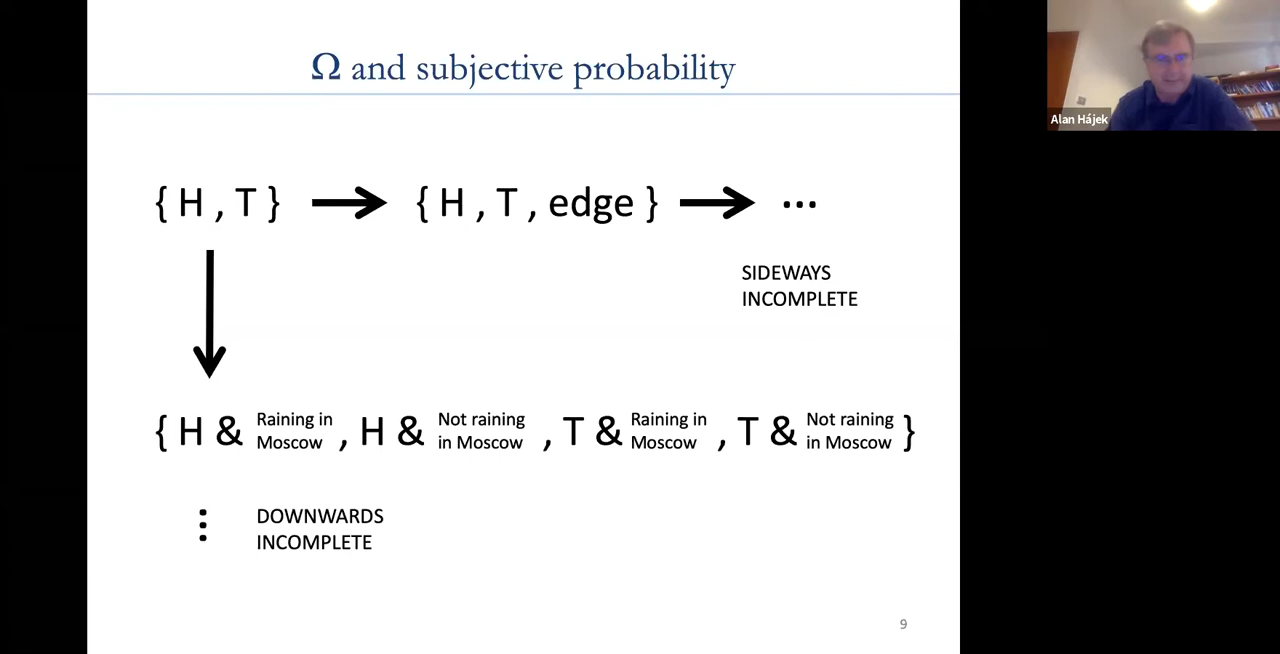 Ω and subjective probability
Alan Hájek
{ H , T } → { H , T , edge } → ...
SIDEWAYS
INCOMPLETE
{ H & Raining in Moscow , H & Not raining in Moscow , T & Raining in Moscow , T & Not raining in Moscow }
DOWNWARDS
INCOMPLETE
9